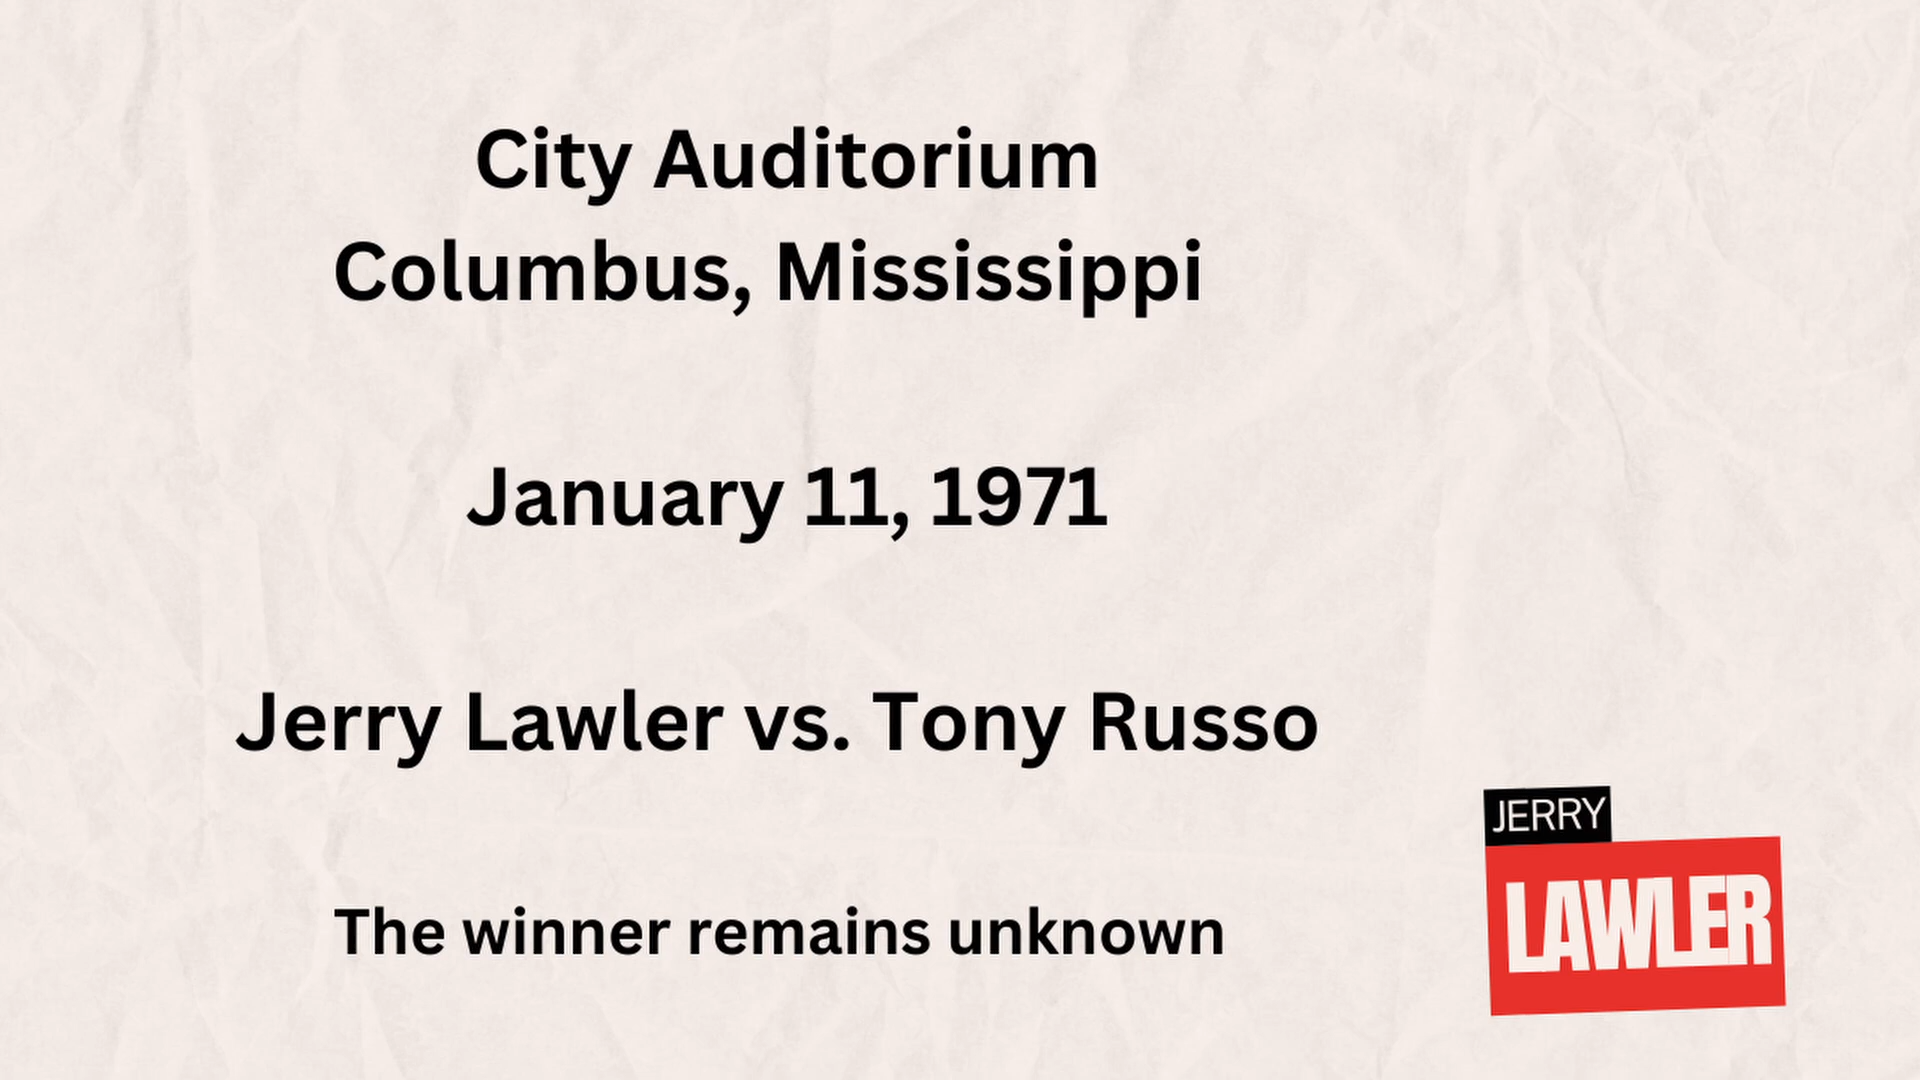 City Auditorium
Columbus, Mississippi
January 11, 1971
Jerry Lawler vs. Tony Russo
The winner remains unknown
JERRY
LAWLER